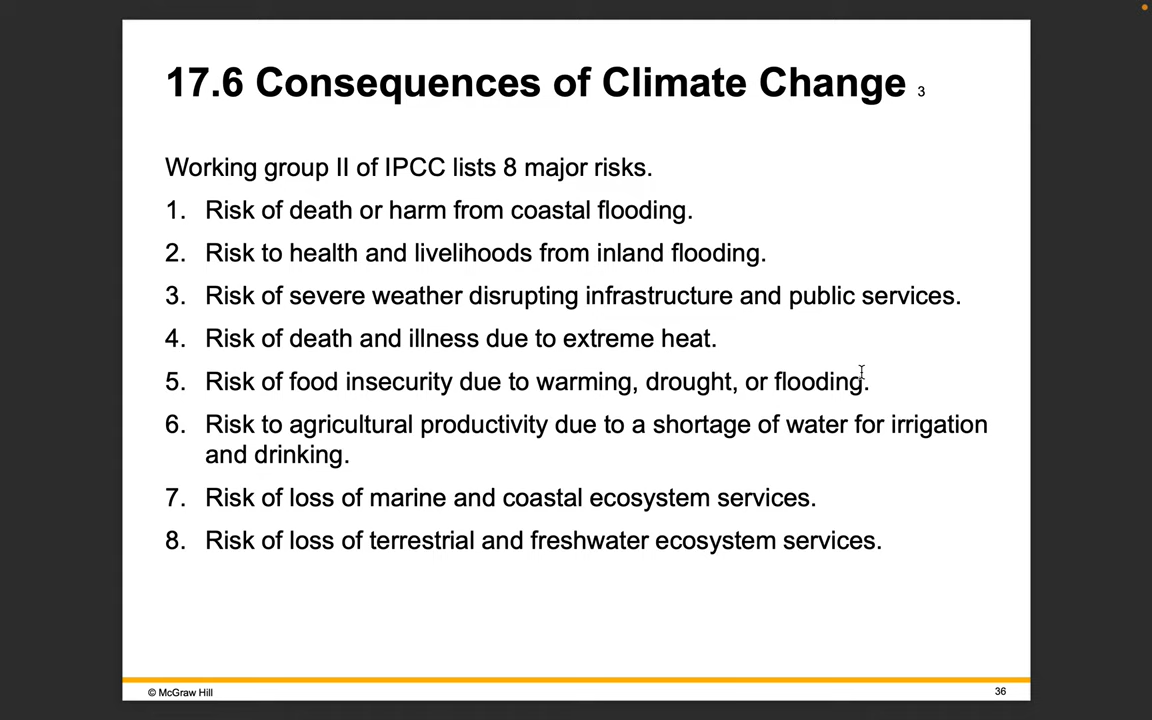 17.6 Consequences of Climate Change 3
Working group II of IPCC lists 8 major risks.
1. Risk of death or harm from coastal flooding.
2. Risk to health and livelihoods from inland flooding.
3. Risk of severe weather disrupting infrastructure and public services.
4. Risk of death and illness due to extreme heat.
5. Risk of food insecurity due to warming, drought, or flooding.
6. Risk to agricultural productivity due to a shortage of water for irrigation
and drinking.
7. Risk of loss of marine and coastal ecosystem services.
8. Risk of loss of terrestrial and freshwater ecosystem services.
© McGraw Hill
36